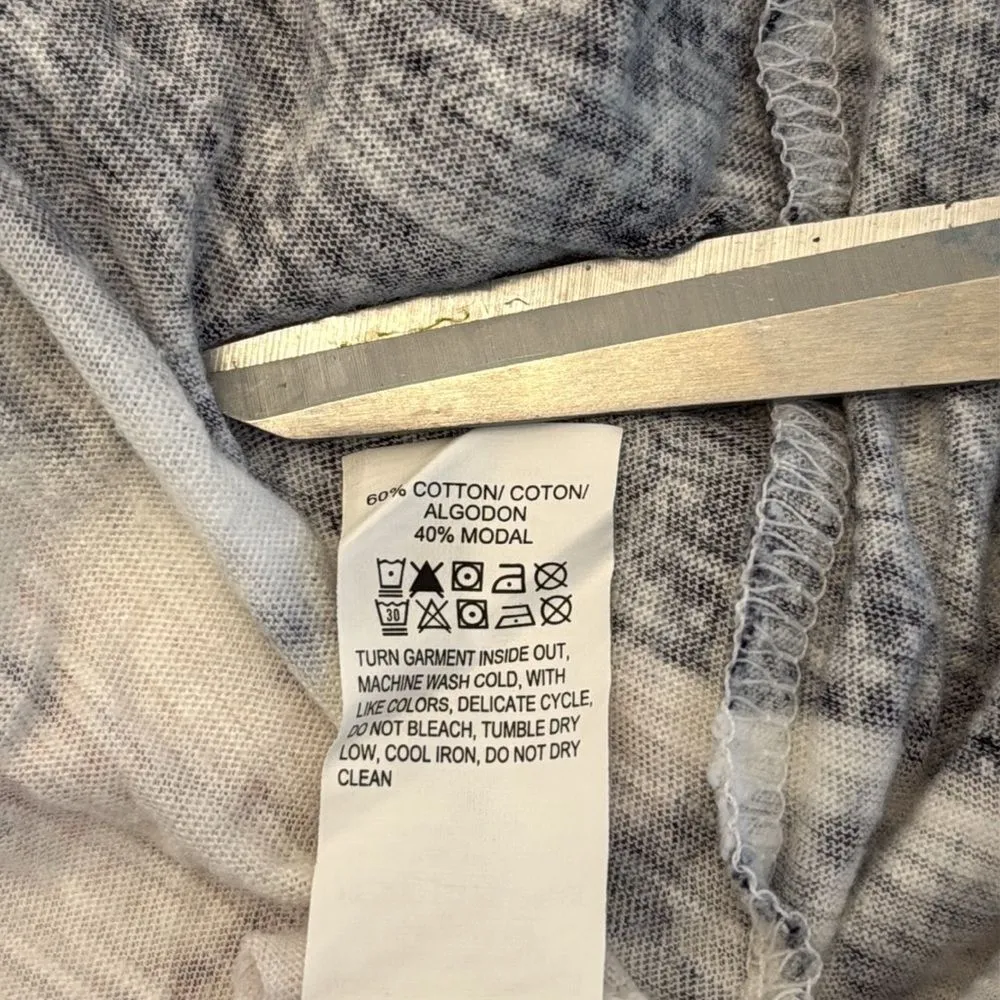 60% COTTON/ COTON/
ALGODON
40% MODAL
30
TURN GARMENT INSIDE OUT,
MACHINE WASH COLD, WITH
LIKE COLORS, DELICATE CYCLE,
DO NOT BLEACH, TUMBLE DRY
LOW, COOL IRON, DO NOT DRY
CLEAN